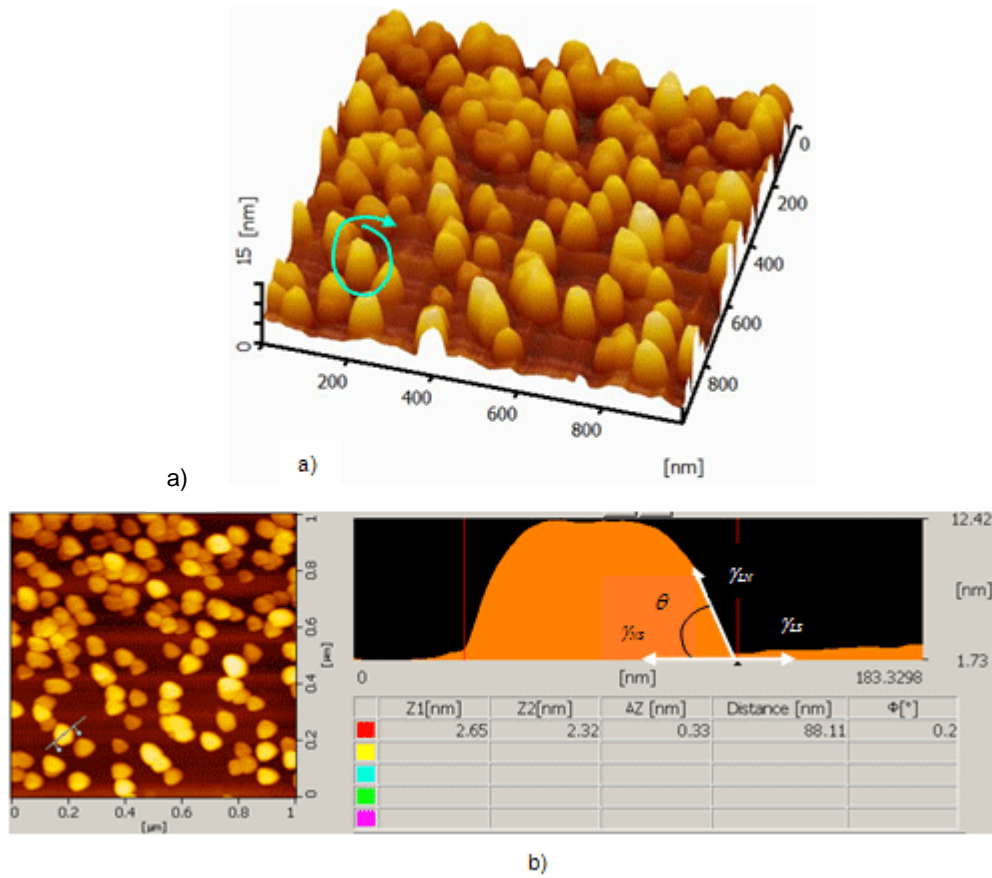 15 [nm]
0
200
400
600
800
[nm]
0
200
400
600
800
a)
a)
1
0.8
0.6
[µm]
0.4
0.2
0
0 0.2 0.4 0.6 0.8 1
[µm]
12.42
[nm]
1.73
θ
γLN
γNS
γLS
0 [nm] 183.3298
Z1[nm] Z2[nm] ΔZ [nm] Distance [nm] Φ[°]
2.65 2.32 0.33 88.11 0.2
b)